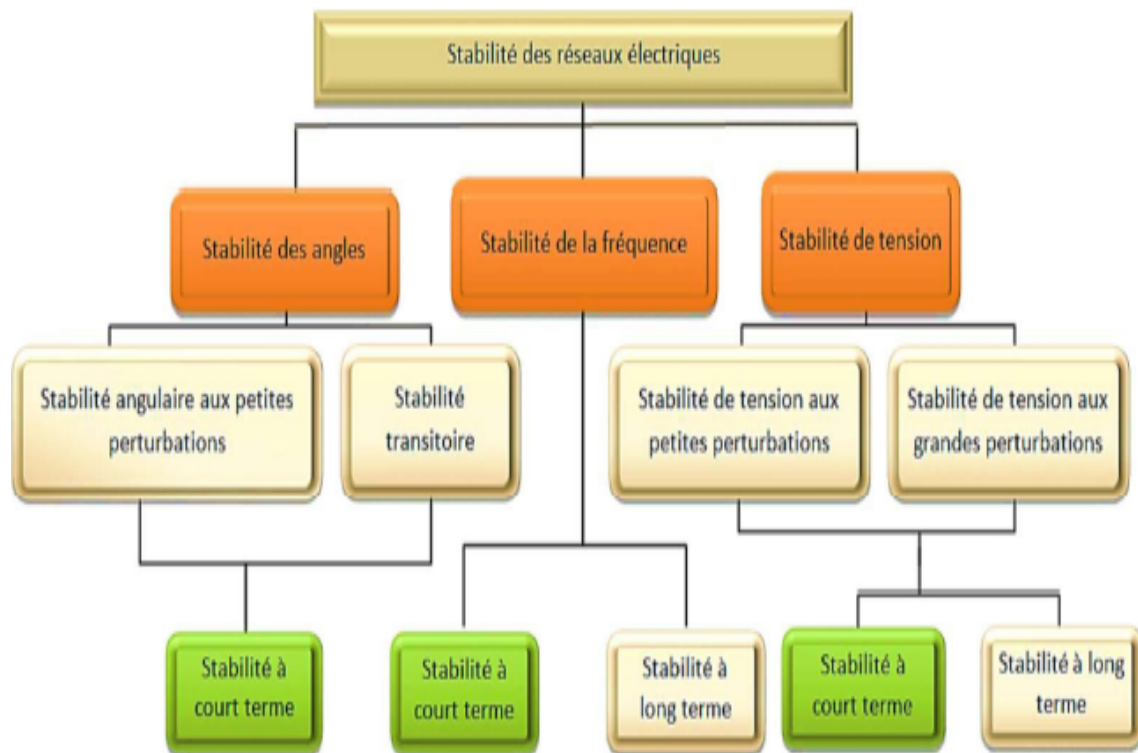 Stabilité des réseaux électriques
Stabilité des angles
Stabilité de la fréquence
Stabilité de tension
Stabilité angulaire aux petites
perturbations
Stabilité
transitoire
Stabilité de tension aux
petites perturbations
Stabilité de tension aux
grandes perturbations
Stabilité à
court terme
Stabilité à
court terme
Stabilité à
long terme
Stabilité à
court terme
Stabilité à long
terme